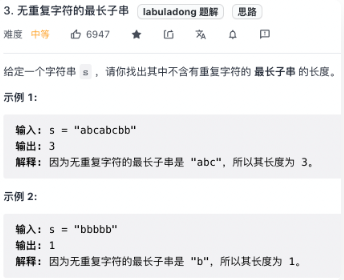 3. 无重复字符的最长子串 labuladong 题解 思路
难度 中等 6947
给定一个字符串 s ，请你找出其中不含有重复字符的 最长子串 的长度。
示例 1:
输入: s = "abcabcbb"
输出: 3
解释: 因为无重复字符的最长子串是 "abc"，所以其长度为 3。
示例 2:
输入: s = "bbbbb"
输出: 1
解释: 因为无重复字符的最长子串是 "b"，所以其长度为 1。